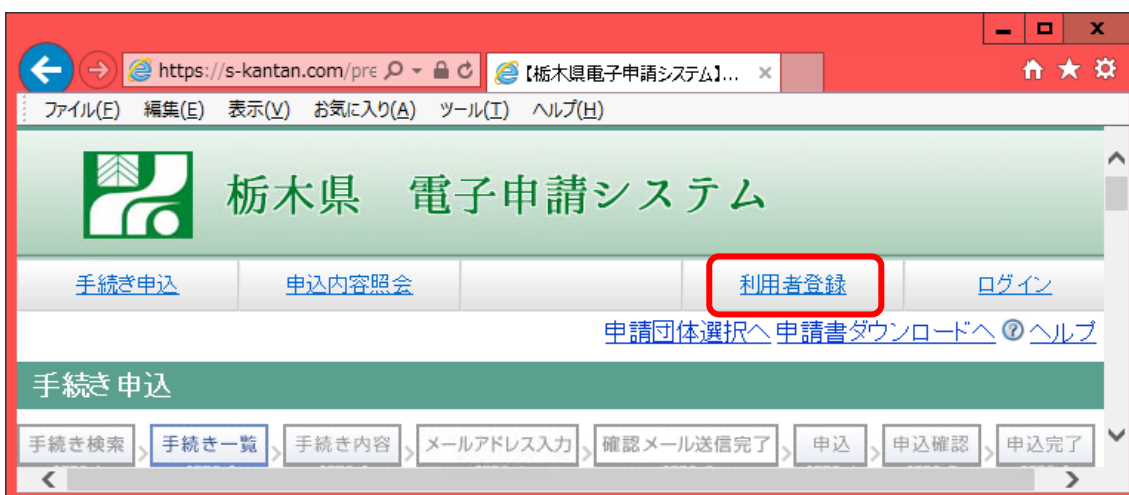 https://s-kantan.com/pre
【栃木県電子申請システム】...
ファイル(F) 編集(E) 表示(V) お気に入り(A) ツール(T) ヘルプ(H)
栃木県 電子申請システム
手続き申込 申込内容照会 利用者登録 ログイン
申請団体選択へ 申請書ダウンロードへ ヘルプ
手続き申込
手続き検索 手続き一覧 手続き内容 メールアドレス入力 確認メール送信完了 申込 申込確認 申込完了